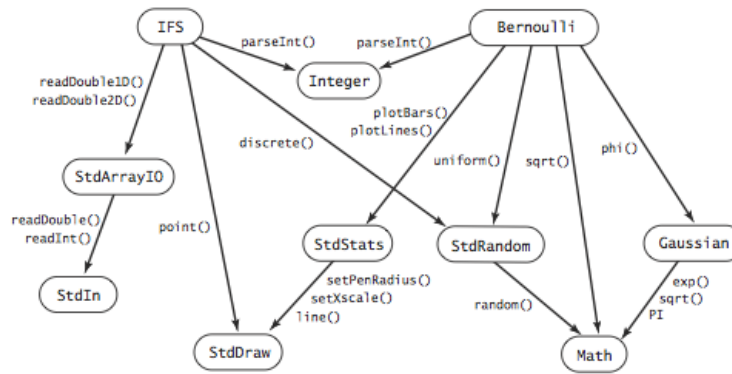 IFS
Bernoulli
parseInt()
parseInt()
Integer
readDouble1D()
readDouble2D()
plotBars()
plotLines()
discrete()
uniform()
sqrt()
phi()
StdArrayIO
readDouble()
readInt()
point()
StdStats
StdRandom
Gaussian
setPenRadius()
setXscale()
line()
random()
exp()
sqrt()
PI
StdIn
StdDraw
Math